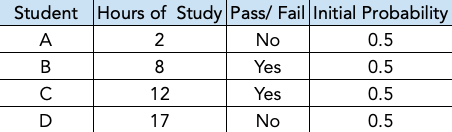 Student Hours of Study Pass/ Fail Initial Probability
A 2 No 0.5
B 8 Yes 0.5
C 12 Yes 0.5
D 17 No 0.5